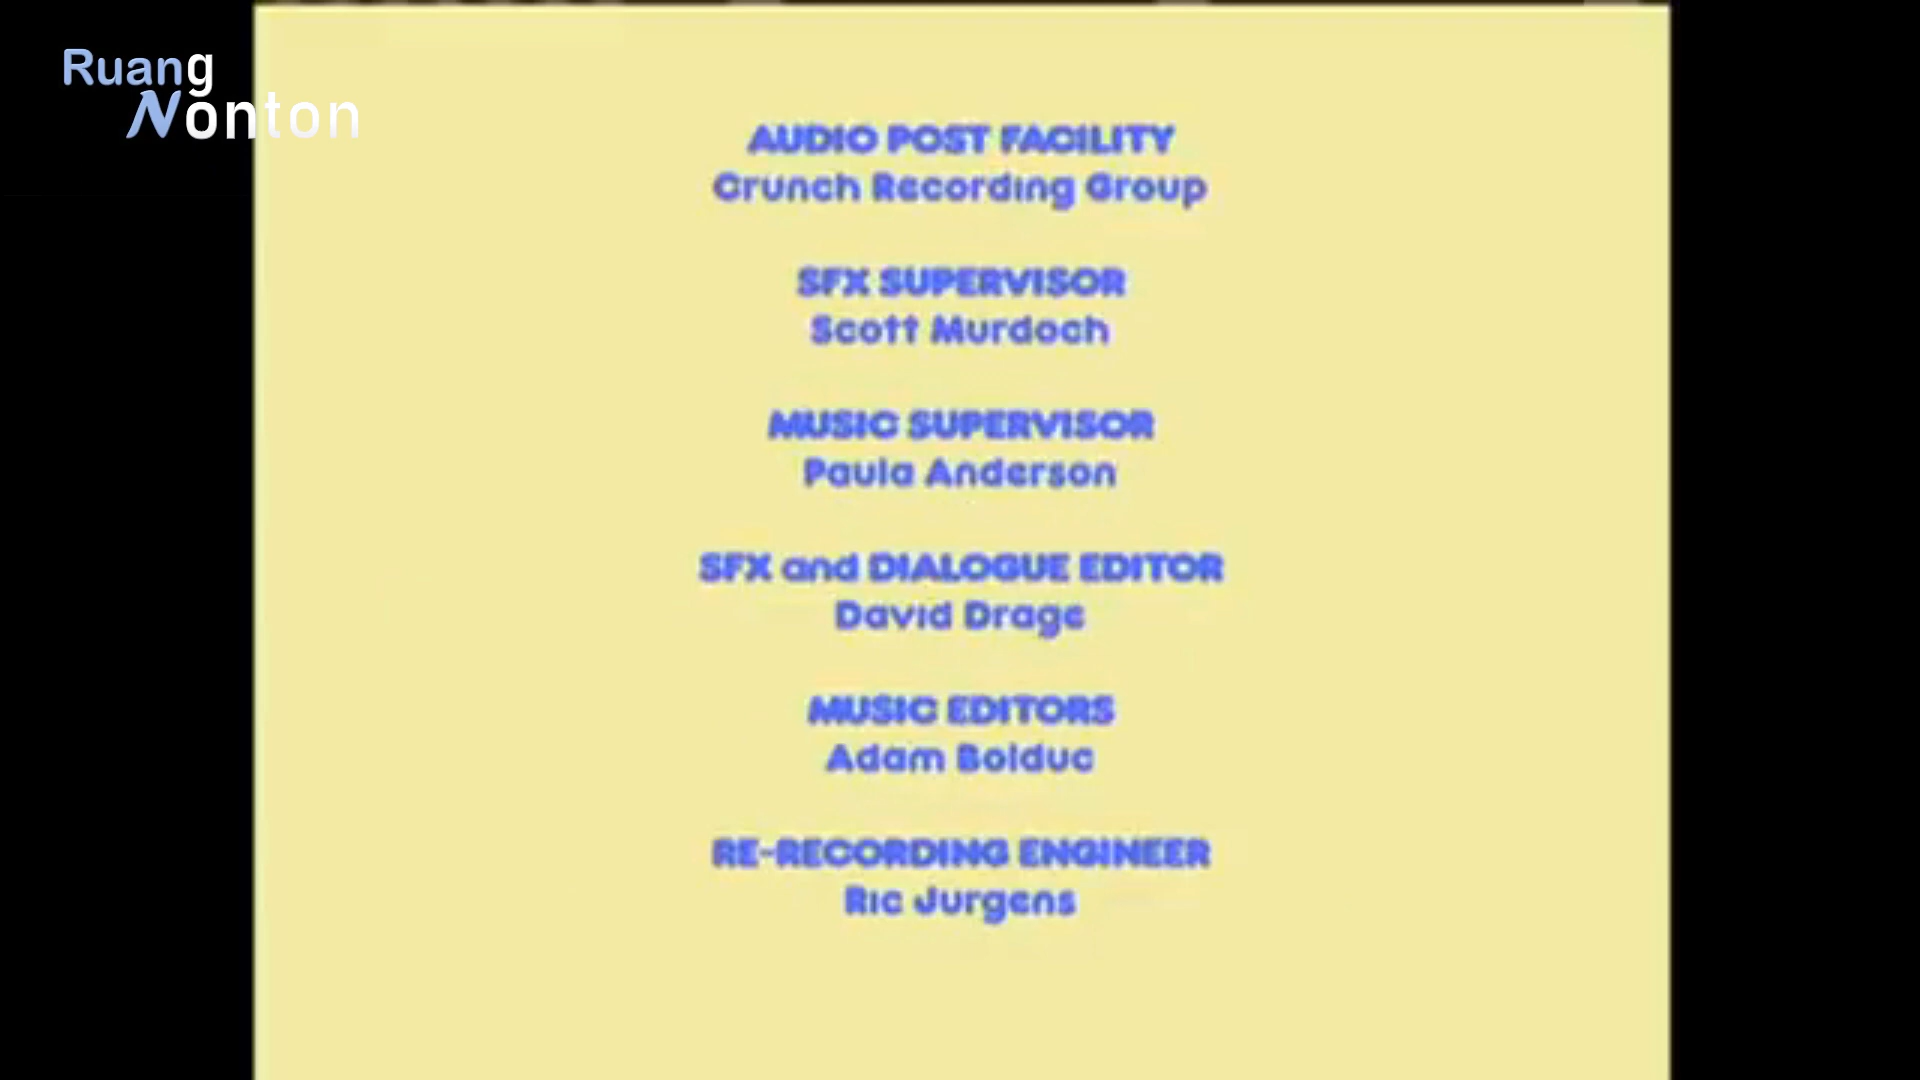 Ruang
Nonton
AUDIO POST FACILITY
Crunch Recording Group
SFX SUPERVISOR
Scott Murdoch
MUSIC SUPERVISOR
Paula Anderson
SFX and DIALOGUE EDITOR
David Drage
MUSIC EDITORS
Adam Bolduc
RE-RECORDING ENGINEER
Ric Jurgens